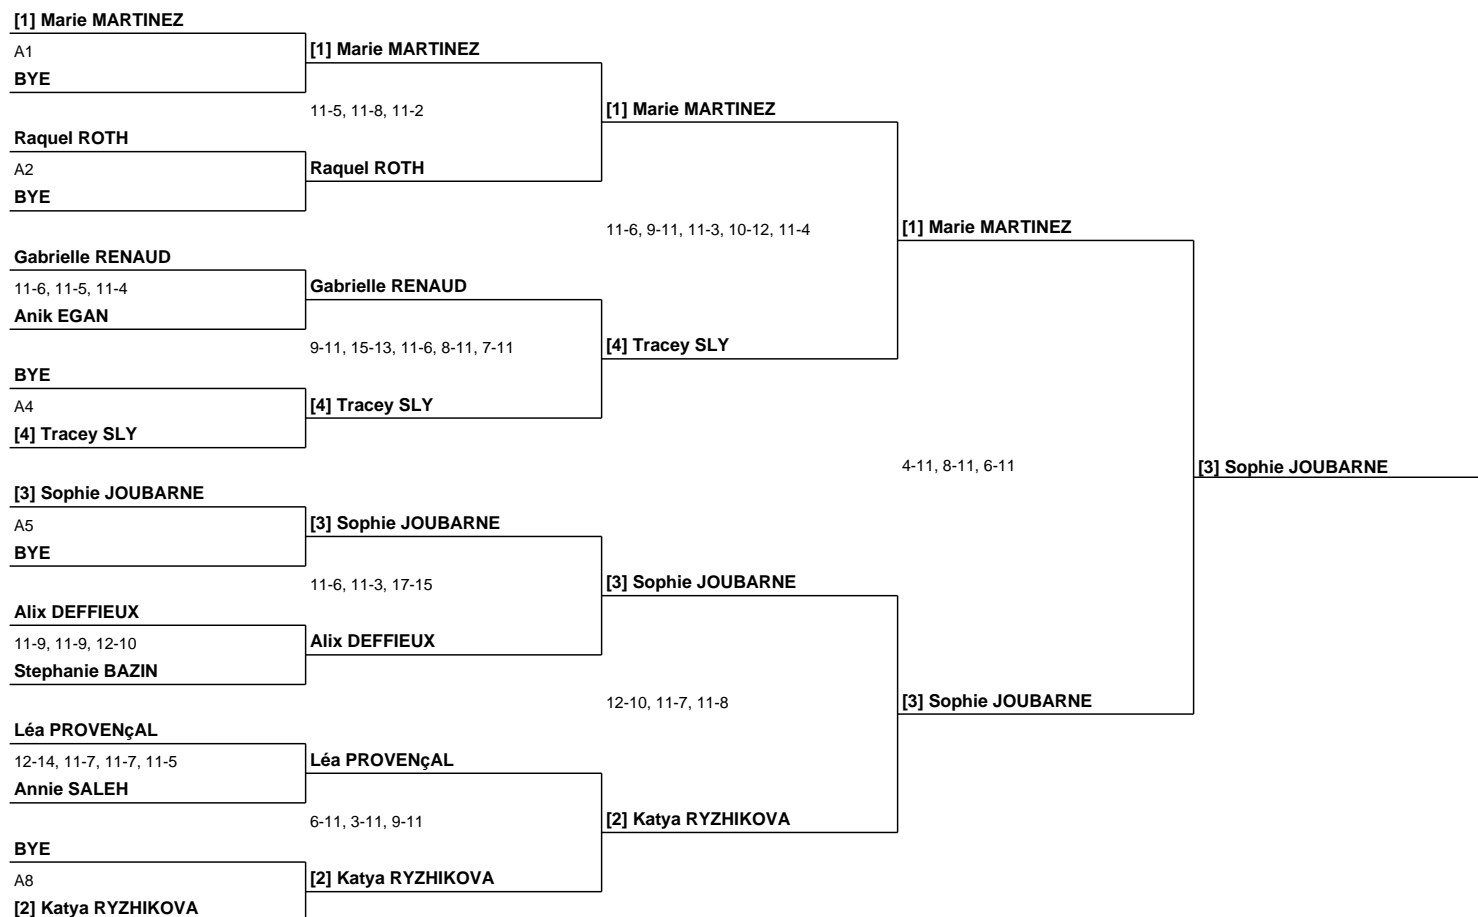 [1] Marie MARTINEZ
A1
BYE
Raquel ROTH
A2
BYE
Gabrielle RENAUD
11-6, 11-5, 11-4
Anik EGAN
BYE
A4
[4] Tracey SLY
[3] Sophie JOUBARNE
A5
BYE
Alix DEFFIEUX
11-9, 11-9, 12-10
Stephanie BAZIN
Léa PROVENçAL
12-14, 11-7, 11-7, 11-5
Annie SALEH
BYE
A8
[2] Katya RYZHIKOVA
[1] Marie MARTINEZ
11-5, 11-8, 11-2
Raquel ROTH
Gabrielle RENAUD
9-11, 15-13, 11-6, 8-11, 7-11
[4] Tracey SLY
[3] Sophie JOUBARNE
11-6, 11-3, 17-15
Alix DEFFIEUX
Léa PROVENçAL
6-11, 3-11, 9-11
[2] Katya RYZHIKOVA
[1] Marie MARTINEZ
11-6, 9-11, 11-3, 10-12, 11-4
[4] Tracey SLY
[3] Sophie JOUBARNE
12-10, 11-7, 11-8
[2] Katya RYZHIKOVA
[1] Marie MARTINEZ
4-11, 8-11, 6-11
[3] Sophie JOUBARNE
[3] Sophie JOUBARNE